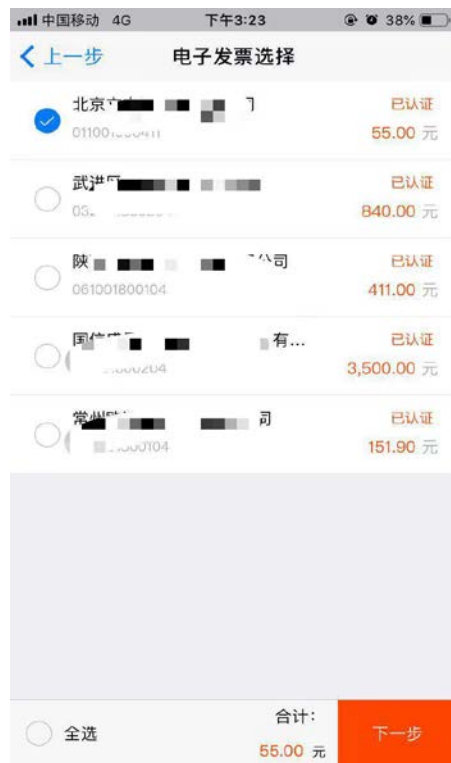 中国移动 4G 下午3:23 38%
上一步 电子发票选择
北京 已认证
55.00 元
武进 已认证
840.00 元
陕 公司 已认证
061001800104 411.00 元
有... 已认证
3,500.00 元
常州 司 已认证
151.90 元
全选 合计: 下一步
55.00 元